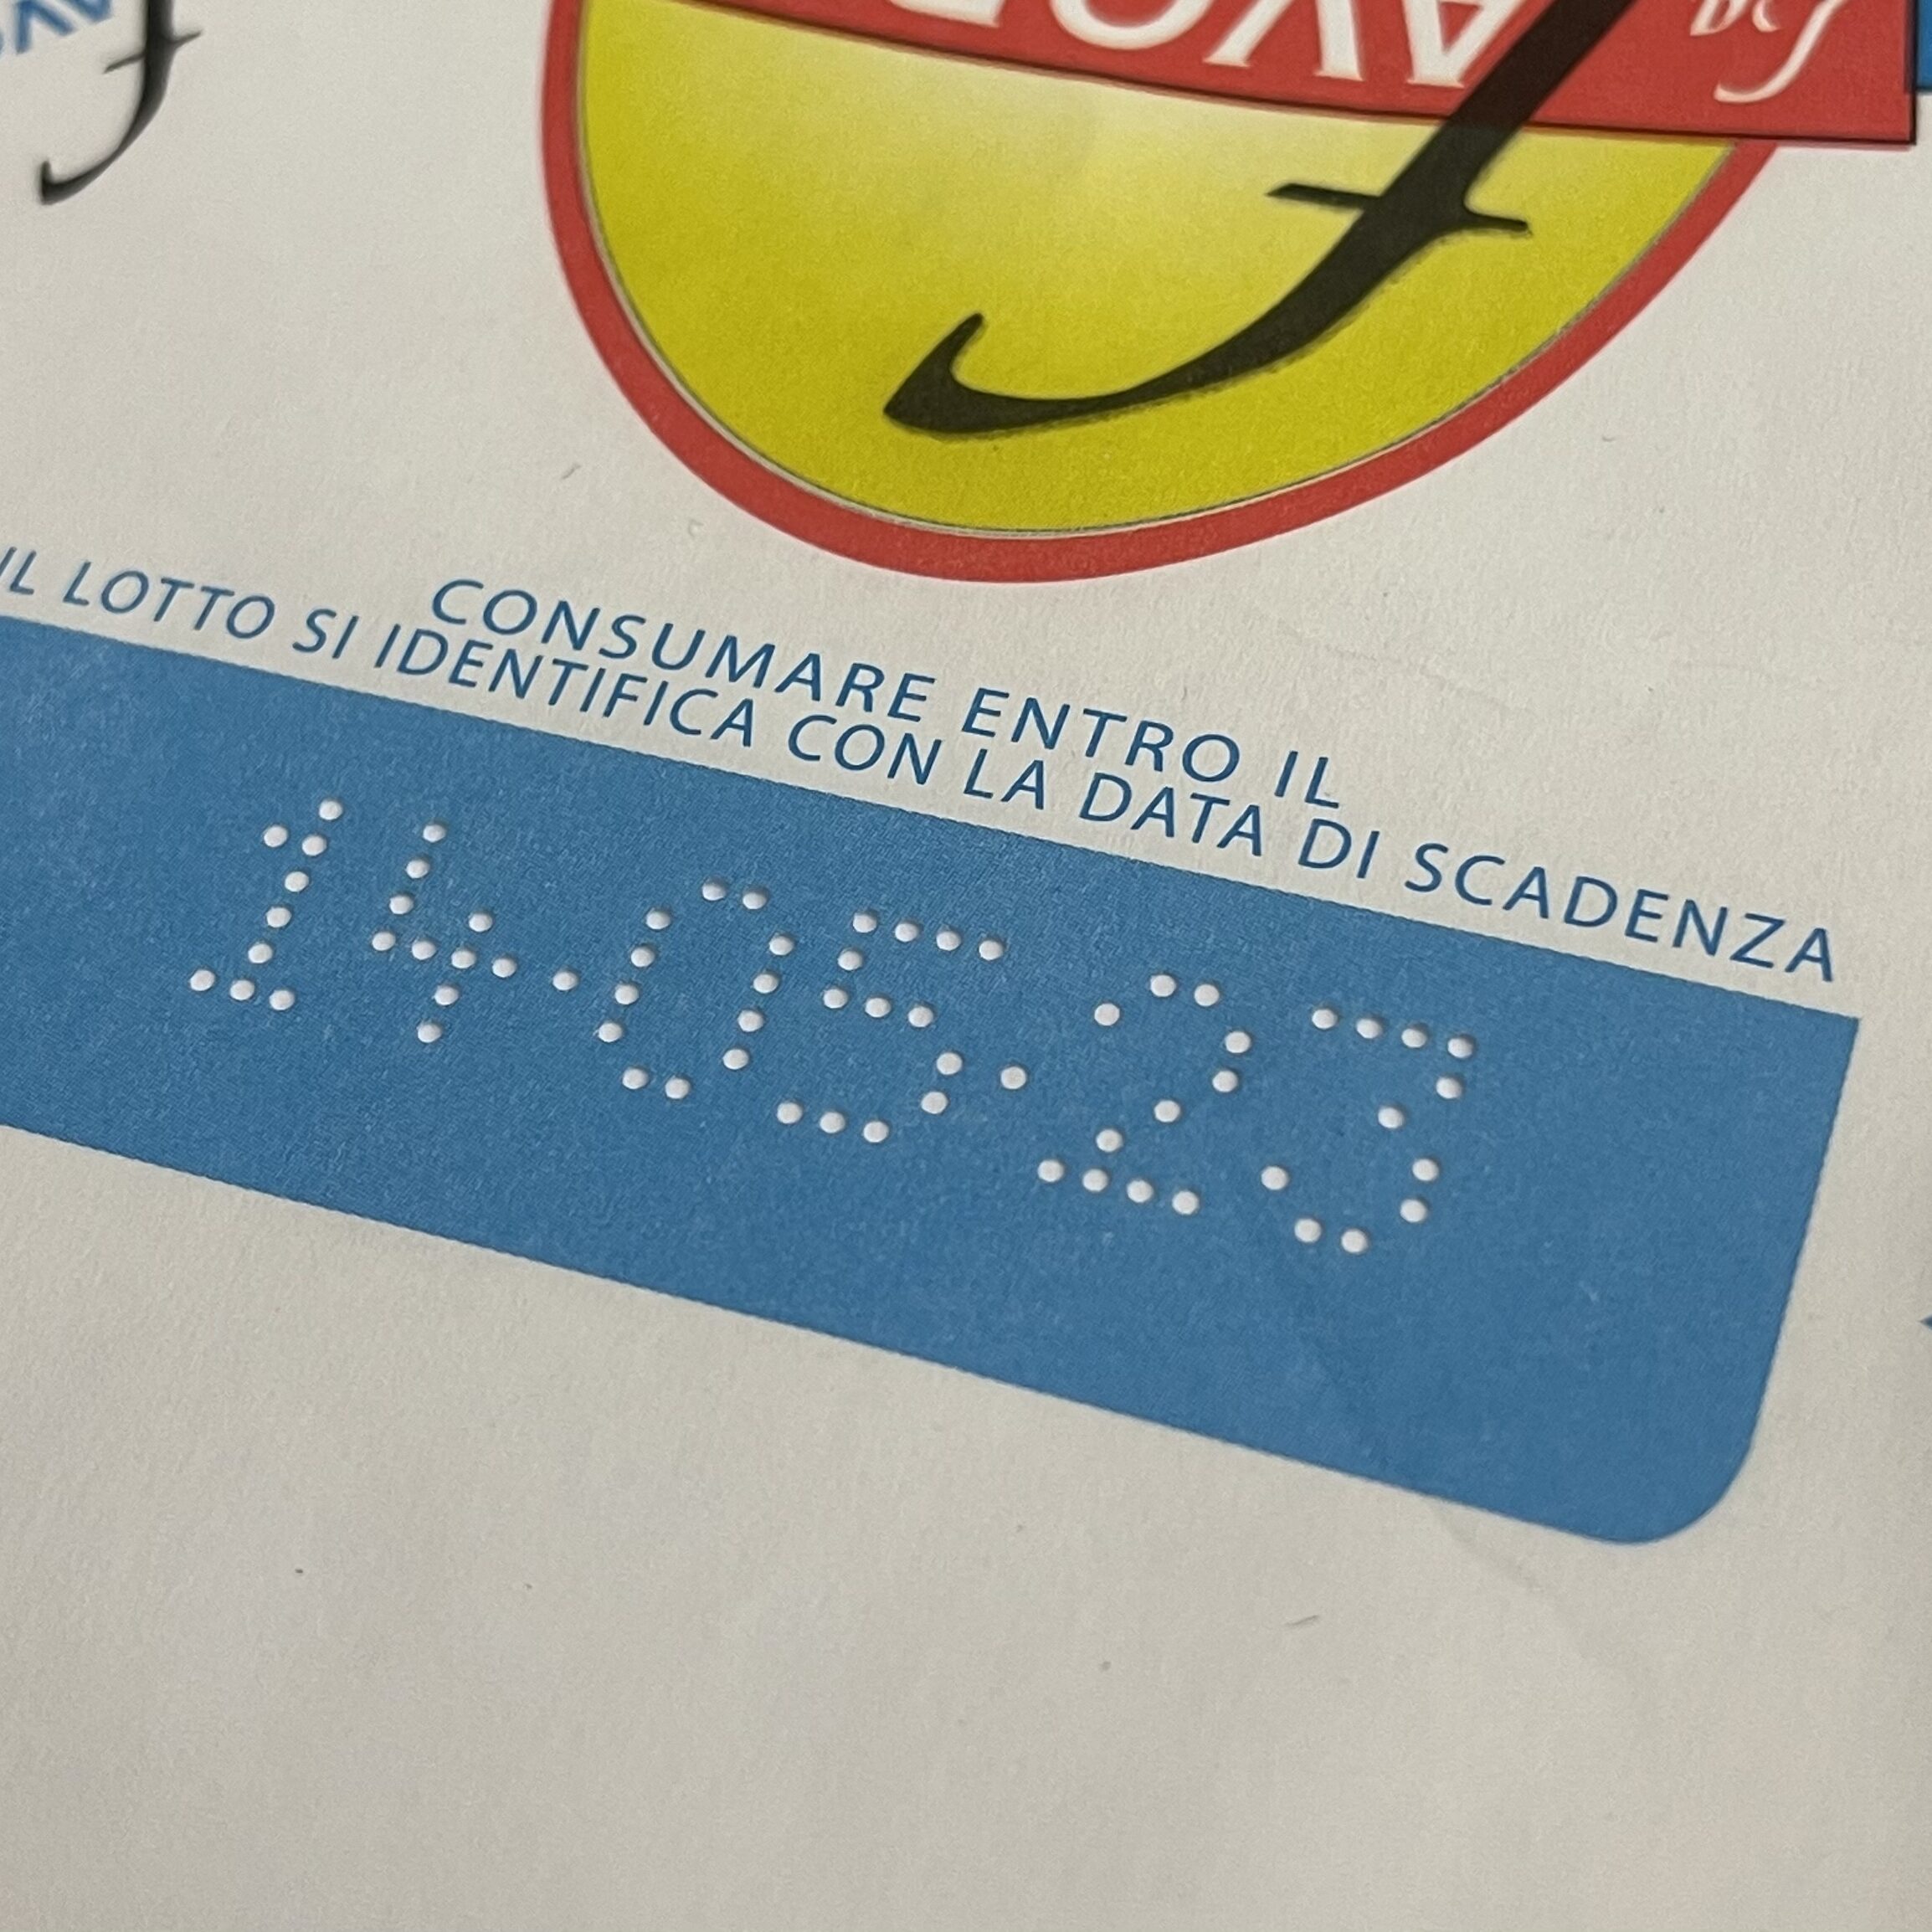 CONSUMARE ENTRO IL
IL LOTTO SI IDENTIFICA CON LA DATA DI SCADENZA
14·05·23